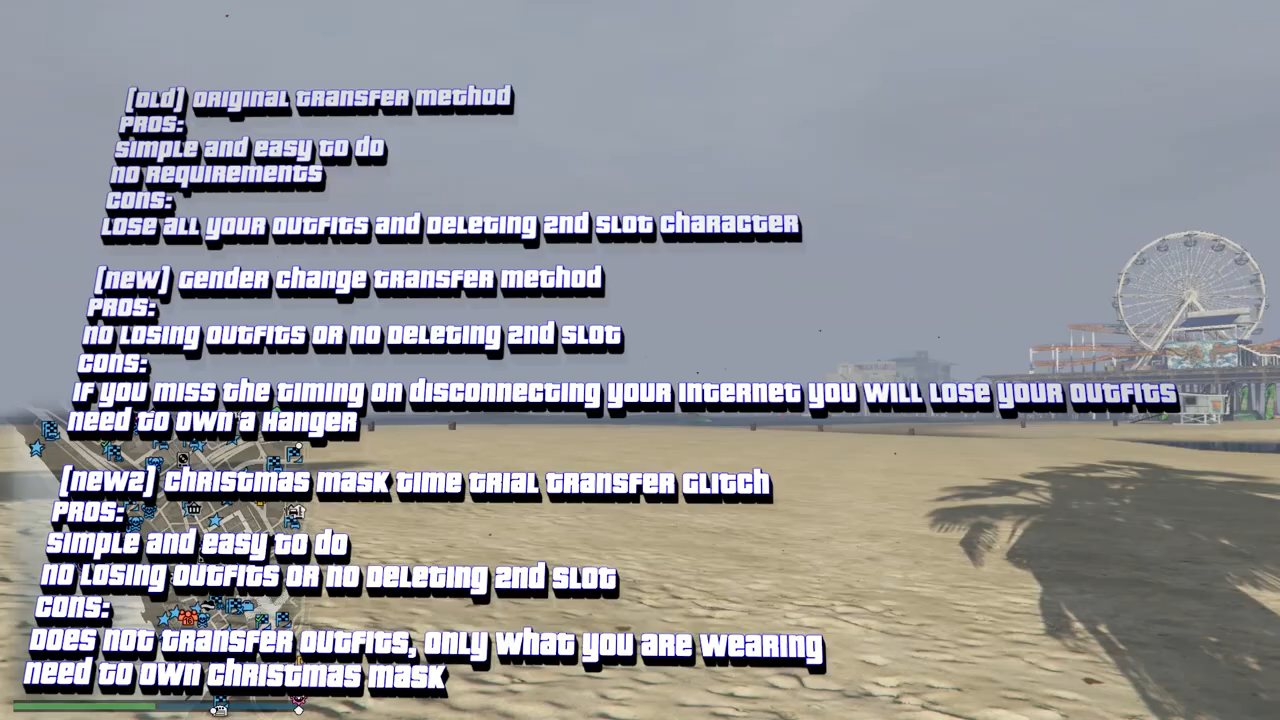 [OLD] ORIGINAL TRANSFER METHOD
PROS:
SIMPLE AND EASY TO DO
NO REQUIREMENTS
CONS:
LOSE ALL YOUR OUTFITS AND DELETING 2ND SLOT CHARACTER
[NEW] GENDER CHANGE TRANSFER METHOD
PROS:
NO LOSING OUTFITS OR NO DELETING 2ND SLOT
CONS:
IF YOU MISS THE TIMING ON DISCONNECTING YOUR INTERNET YOU WILL LOSE YOUR OUTFITS
NEED TO OWN A HANGER
[NEW2] CHRISTMAS MASK TIME TRIAL TRANSFER GLITCH
PROS:
SIMPLE AND EASY TO DO
NO LOSING OUTFITS OR NO DELETING 2ND SLOT
CONS:
DOES NOT TRANSFER OUTFITS, ONLY WHAT YOU ARE WEARING
NEED TO OWN CHRISTMAS MASK